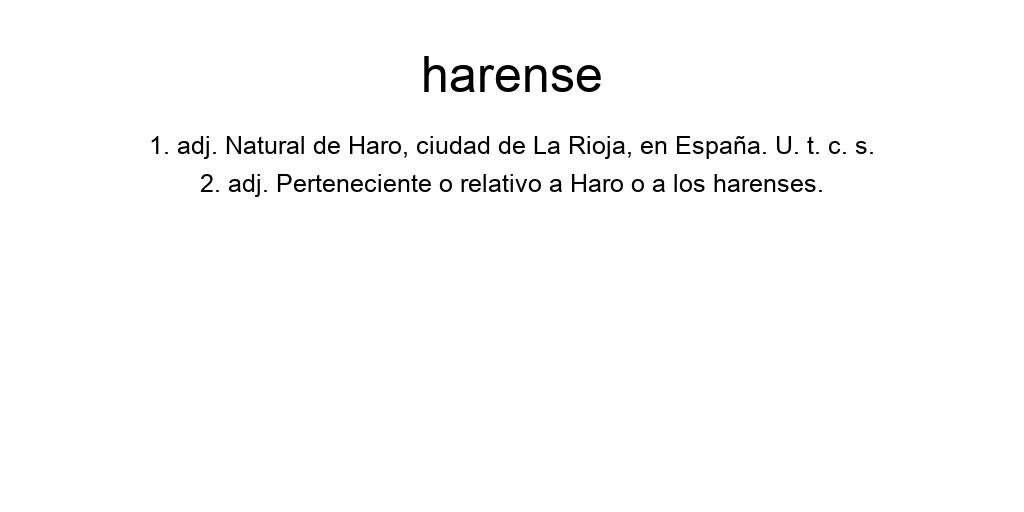 harense
1. adj. Natural de Haro, ciudad de La Rioja, en España. U. t. c. s.
2. adj. Perteneciente o relativo a Haro o a los harenses.